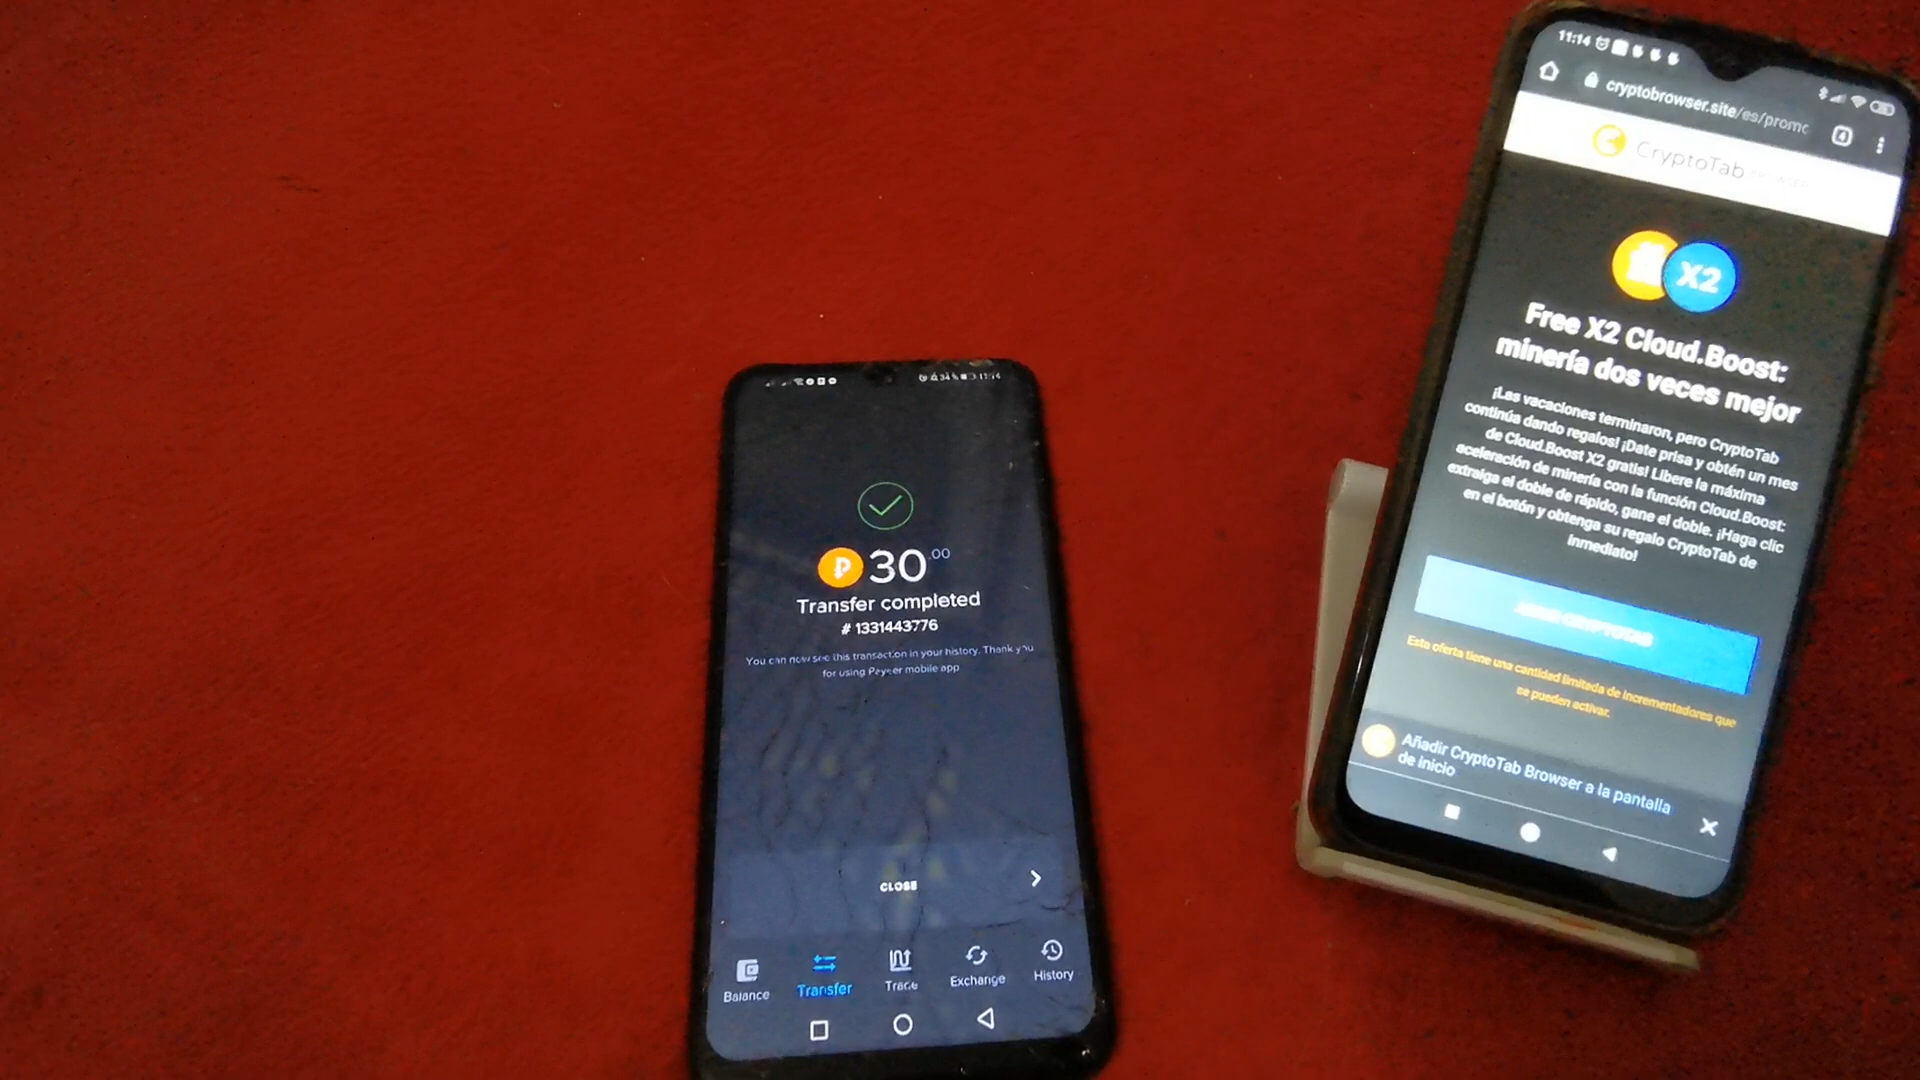 30.00
Transfer completed
# 1331443776
You can now see this transaction in your history. Thank you
for using Payeer mobile app
CLOSE
Balance
Transfer
Trade
Exchange
History
11:14
cryptobrowser.site/es/promo
4
CryptoTab BROWSER
X2
Free X2 Cloud.Boost:
minería dos veces mejor
¡Las vacaciones terminaron, pero CryptoTab
continúa dando regalos! ¡Date prisa y obtén un mes
de Cloud.Boost X2 gratis! Libere la máxima
aceleración de minería con la función Cloud.Boost:
extraiga el doble de rápido, gane el doble. ¡Haga clic
en el botón y obtenga su regalo CryptoTab de
inmediato!
Esta oferta tiene una cantidad limitada de incrementadores que
se pueden activar.
Añadir CryptoTab Browser a la pantalla
de inicio